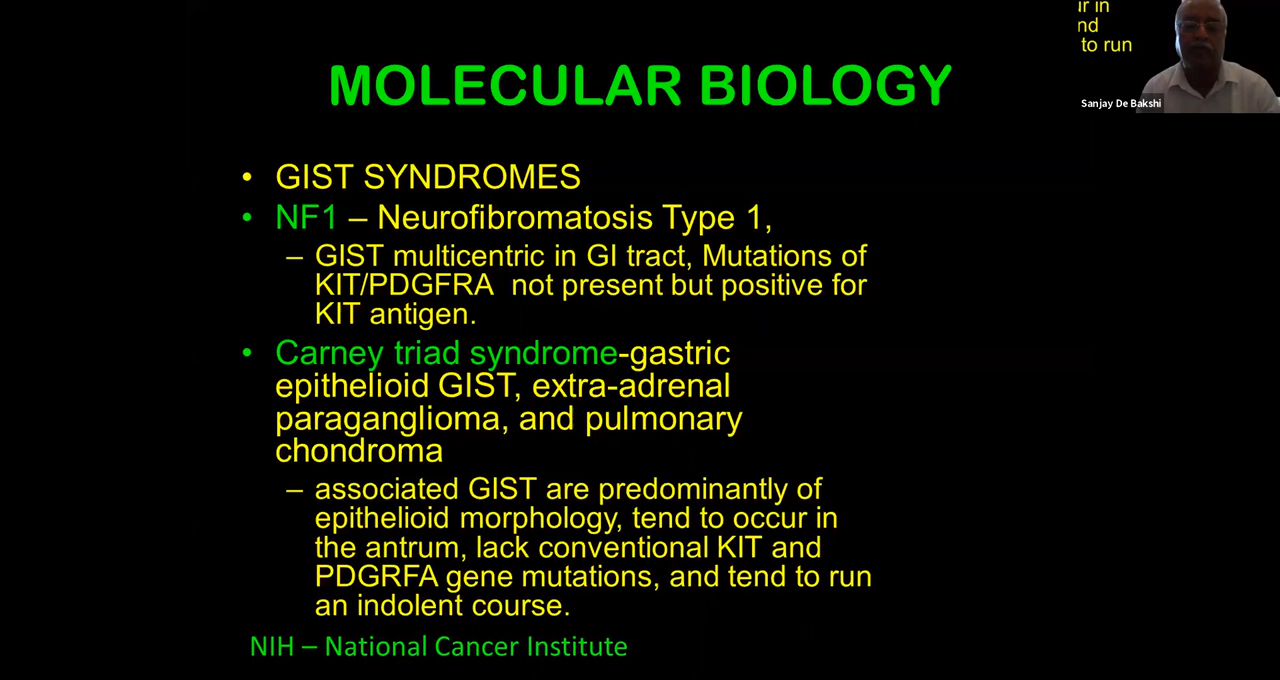 ur in
nd
to run
Sanjay De Bakshi
MOLECULAR BIOLOGY
• GIST SYNDROMES
• NF1 – Neurofibromatosis Type 1,
– GIST multicentric in GI tract, Mutations of
KIT/PDGFRA not present but positive for
KIT antigen.
• Carney triad syndrome-gastric
epithelioid GIST, extra-adrenal
paraganglioma, and pulmonary
chondroma
– associated GIST are predominantly of
epithelioid morphology, tend to occur in
the antrum, lack conventional KIT and
PDGRFA gene mutations, and tend to run
an indolent course.
NIH – National Cancer Institute